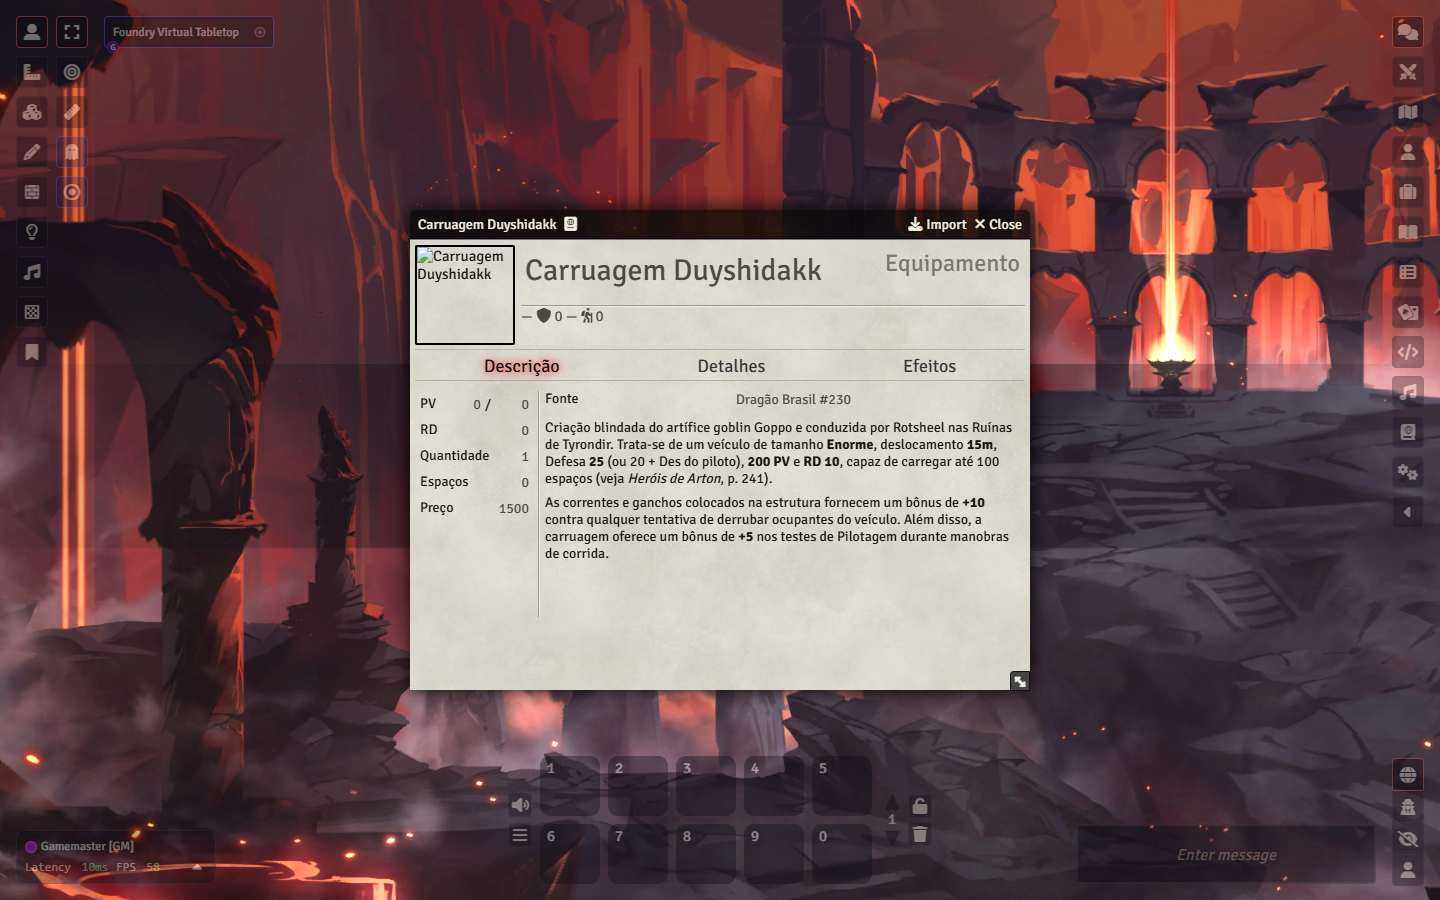 Foundry Virtual Tabletop
G
Carruagem Duyshidakk
Import
Close
Carruagem
Duyshidakk
Carruagem Duyshidakk
Equipamento
— 0 — 0
Descrição
Detalhes
Efeitos
PV 0 / 0
RD 0
Quantidade 1
Espaços 0
Preço 1500
Fonte Dragão Brasil #230
Criação blindada do artífice goblin Goppo e conduzida por Rotsheel nas Ruínas
de Tyrondir. Trata-se de um veículo de tamanho Enorme, deslocamento 15m,
Defesa 25 (ou 20 + Des do piloto), 200 PV e RD 10, capaz de carregar até 100
espaços (veja Heróis de Arton, p. 241).
As correntes e ganchos colocados na estrutura fornecem um bônus de +10
contra qualquer tentativa de derrubar ocupantes do veículo. Além disso, a
carruagem oferece um bônus de +5 nos testes de Pilotagem durante manobras
de corrida.
1 2 3 4 5
1
6 7 8 9 0
Gamemaster [GM]
Latency 10ms FPS 58
Enter message